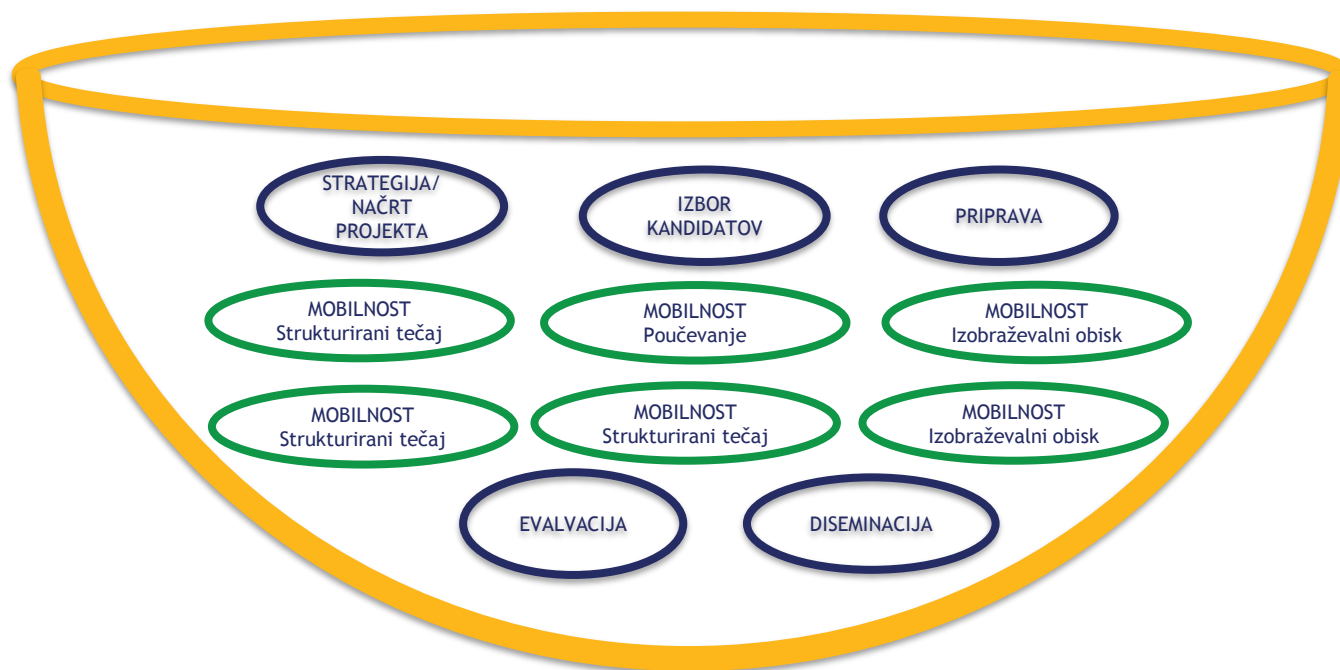 STRATEGIJA/
NAČRT
PROJEKTA
IZBOR
KANDIDATOV
PRIPRAVA
MOBILNOST
Strukturirani tečaj
MOBILNOST
Poučevanje
MOBILNOST
Izobraževalni obisk
MOBILNOST
Strukturirani tečaj
MOBILNOST
Strukturirani tečaj
MOBILNOST
Izobraževalni obisk
EVALVACIJA
DISEMINACIJA